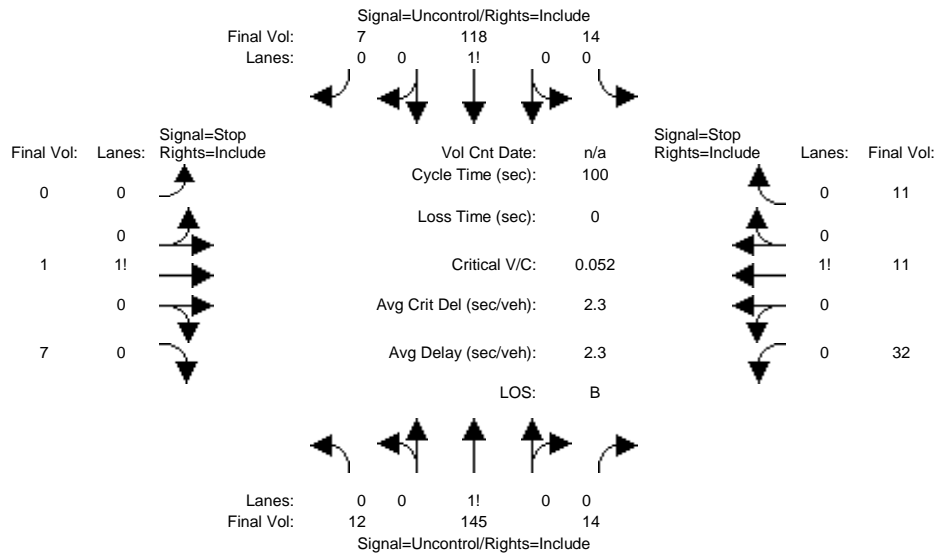 Signal=Uncontrol/Rights=Include
Final Vol: 7 118 14
Lanes: 0 0 1! 0 0
Signal=Stop Signal=Stop
Final Vol: Lanes: Rights=Include Vol Cnt Date: n/a Rights=Include Lanes: Final Vol:
Cycle Time (sec): 100
0 0 0 11
Loss Time (sec): 0
0 0
1 1! Critical V/C: 0.052 1! 11
0 Avg Crit Del (sec/veh): 2.3 0
7 0 Avg Delay (sec/veh): 2.3 0 32
LOS: B
Lanes: 0 0 1! 0 0
Final Vol: 12 145 14
Signal=Uncontrol/Rights=Include